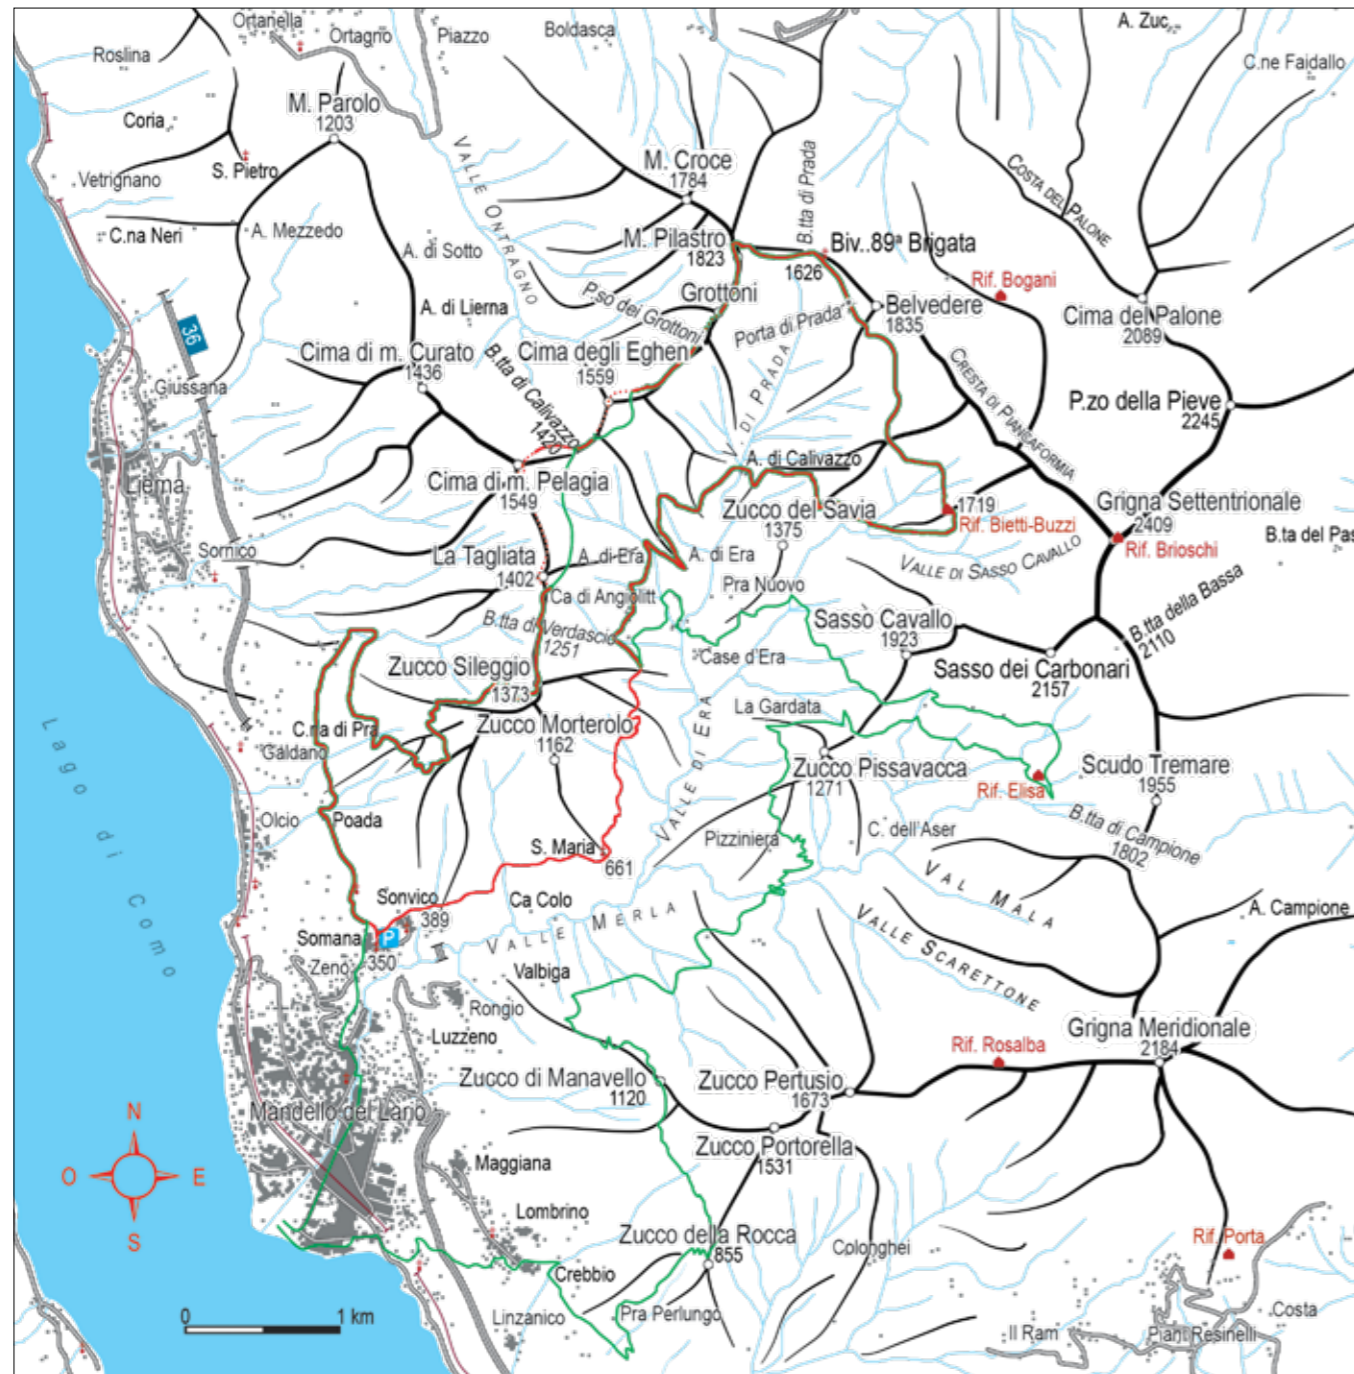 Ortanella
Ortagno
Piazzo
Boldasca
A. Zuc
Roslina
C.ne Faidallo
M. Parolo
1203
Coria
VALLE ONTRAGNO
M. Croce
1784
B.tta di Prada
COSTA DEL PALONE
S. Pietro
Vetrignano
A. Mezzedo
C.na Neri
A. di Sotto
M. Pilastro
1823
Biv..89ª Brigata
1626
Rif. Bogani
Grottoni
P.so dei Grottoni
A. di Lierna
Porta di Prada
Belvedere
1835
Cima del Palone
2089
36
Cima di m. Curato
1436
B.tta di Calivazzo
1420
Cima degli Eghen
1559
V. DI PRADA
CRESTA DI PIANCAFORMIA
Giussana
P.zo della Pieve
2245
A. di Calivazzo
Lierna
Cima di m. Pelagia
1549
Zucco del Savia
1375
1719
Rif. Bietti-Buzzi
Grigna Settentrionale
2409
Rif. Brioschi
B.ta del Pas
Sornico
La Tagliata
1402
A. di Era
A. di Era
VALLE DI SASSO CAVALLO
Ca di Angiolitt
Pra Nuovo
B.tta di Verdascio
1251
Sasso Cavallo
1923
B.tta della Bassa
2110
Zucco Sileggio
1373
Case d'Era
Sasso dei Carbonari
2157
C.na di Pra
Galdano
Zucco Morterolo
1162
La Gardata
VALLE DI ERA
Zucco Pissavacca
1271
Rif. Elisa
Scudo Tremare
1955
Lago di Como
Olcio
Poada
S. Maria
661
Pizziniera
C. dell'Aser
B.tta di Campione
1802
Sonvico
389
Ca Colo
VAL MALA
A. Campione
Somana
P
350
VALLE MERLA
VALLE SCARETTONE
Zeno
Valbiga
Rongio
Luzzeno
Rif. Rosalba
Grigna Meridionale
2184
Zucco di Manavello
1120
Zucco Pertusio
1673
Mandello del Lario
Zucco Portorella
1531
N
O
E
S
Maggiana
Lombrino
Zucco della Rocca
855
Colonghei
Rif. Porta
Crebbio
0
1 km
Linzanico
Pra Perlungo
Il Ram
Costa
Piani Resinelli